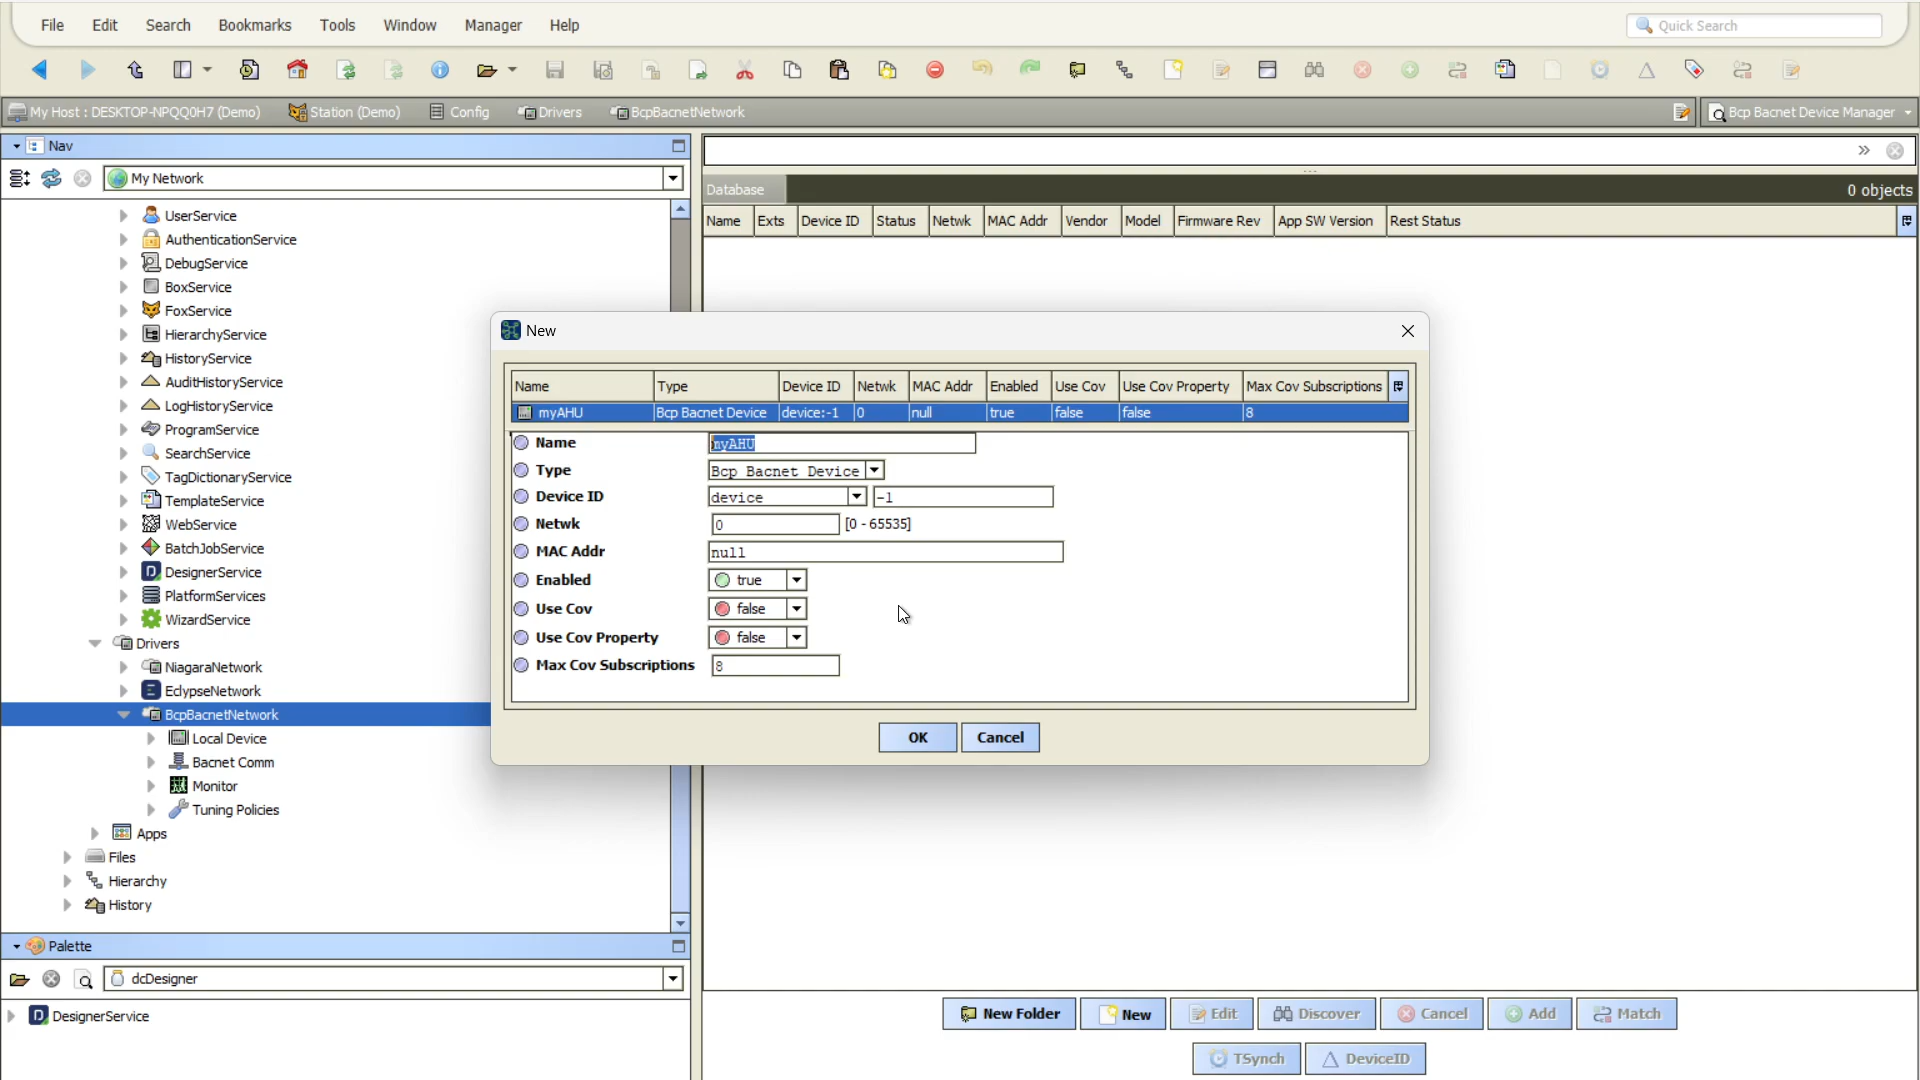 File Edit Search Bookmarks Tools Window Manager Help
Quick Search
My Host : DESKTOP-NPQQ0H7 (Demo) Station (Demo) Config Drivers BcpBacnetNetwork
Bcp Bacnet Device Manager
Nav
My Network
UserService
AuthenticationService
DebugService
BoxService
FoxService
HierarchyService
HistoryService
AuditHistoryService
LogHistoryService
ProgramService
SearchService
TagDictionaryService
TemplateService
WebService
BatchJobService
DesignerService
PlatformServices
WizardService
Drivers
NiagaraNetwork
EclypseNetwork
BcpBacnetNetwork
Local Device
Bacnet Comm
Monitor
Tuning Policies
Apps
Files
Hierarchy
History
Palette
dcDesigner
DesignerService
Database
0 objects
Name Exts Device ID Status Netwk MAC Addr Vendor Model Firmware Rev App SW Version Rest Status
New
Name Type Device ID Netwk MAC Addr Enabled Use Cov Use Cov Property Max Cov Subscriptions
myAHU Bcp Bacnet Device device:-1 0 null true false false 8
Name myAHU
Type Bcp Bacnet Device
Device ID device -1
Netwk 0 [0 - 65535]
MAC Addr null
Enabled true
Use Cov false
Use Cov Property false
Max Cov Subscriptions 8
OK Cancel
New Folder New Edit Discover Cancel Add Match
TSynch DeviceID